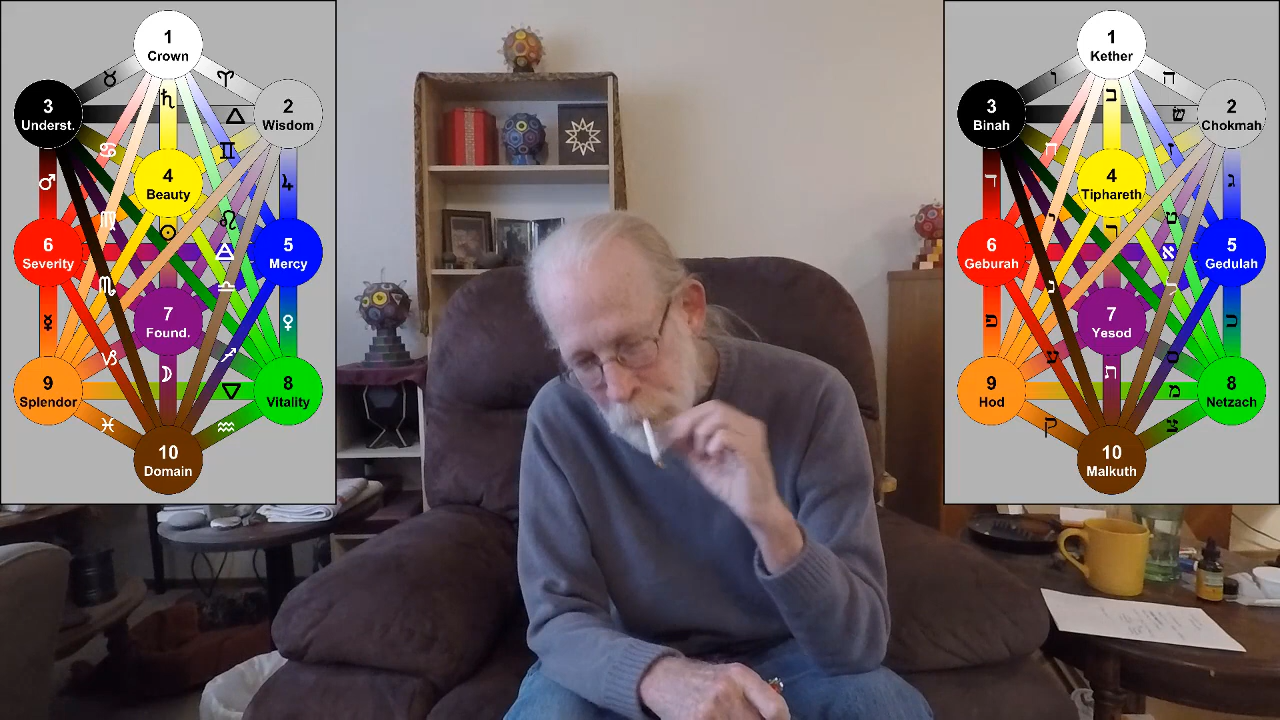 1
Crown
3
Underst.
2
Wisdom
4
Beauty
6
Severity
5
Mercy
7
Found.
9
Splendor
8
Vitality
10
Domain
1
Kether
ו
ה
ב
3
Binah
ש
2
Chokmah
ח
ז
ד
4
Tiphareth
ג
י
ט
ר
6
Geburah
א
5
Gedulah
נ
ל
7
Yesod
פ
כ
ע
ס
ת
9
Hod
מ
8
Netzach
ק
צ
10
Malkuth